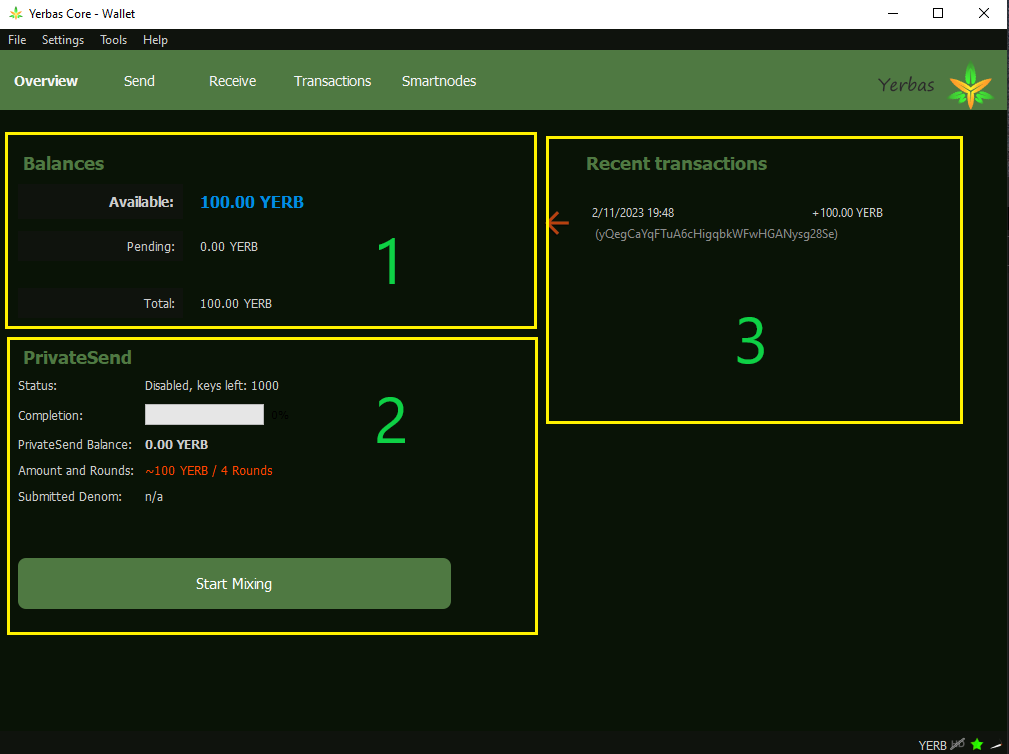 Yerbas Core - Wallet
File Settings Tools Help
Overview Send Receive Transactions Smartnodes Yerbas
Balances
Available: 100.00 YERB
Pending: 0.00 YERB
Total: 100.00 YERB
1
PrivateSend
Status: Disabled, keys left: 1000
Completion: 0%
PrivateSend Balance: 0.00 YERB
Amount and Rounds: ~100 YERB / 4 Rounds
Submitted Denom: n/a
2
Start Mixing
Recent transactions
2/11/2023 19:48 +100.00 YERB
(yQegCaYqFTuA6cHigqbkWFwHGANysg28Se)
3
YERB HD